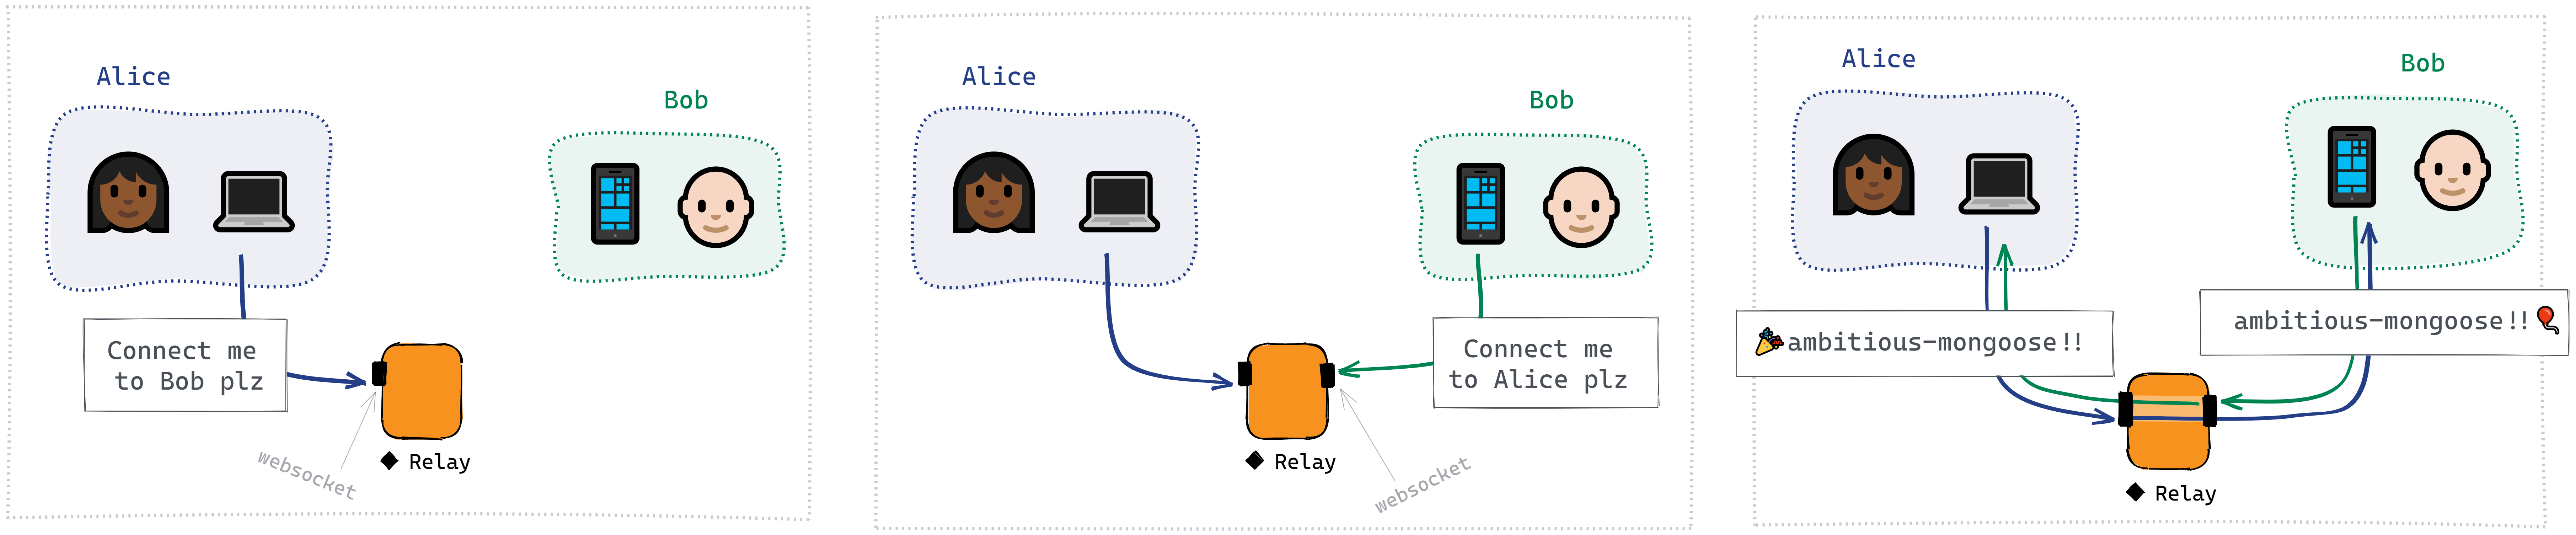 Alice
Bob
Connect me
to Bob plz
websocket
◆ Relay
Alice
Bob
Connect me
to Alice plz
◆ Relay
websocket
Alice
Bob
🎉ambitious-mongoose!!
ambitious-mongoose!!🎈
◆ Relay